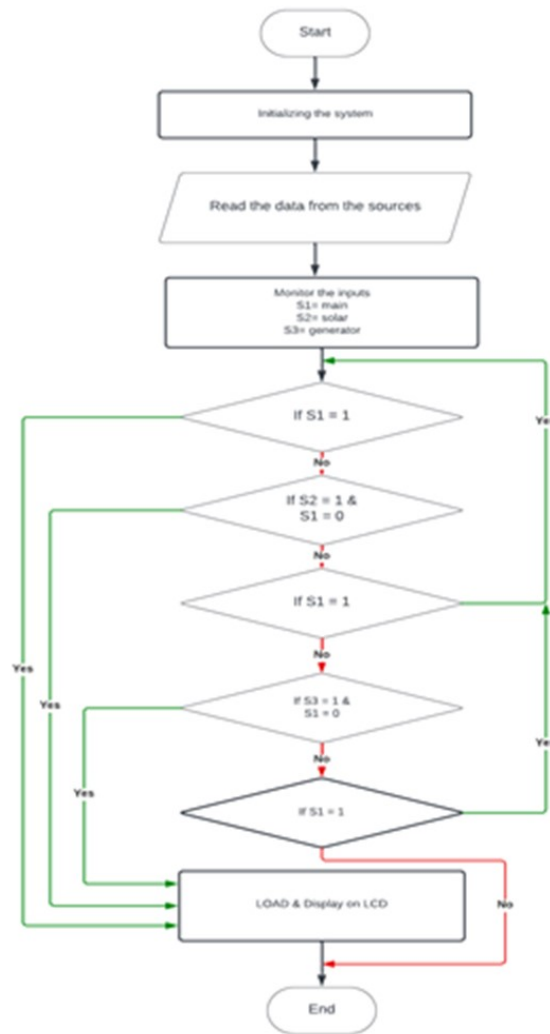 Start
Initializing the system
Read the data from the sources
Monitor the inputs
S1= main
S2= solar
S3= generator
If S1 = 1
No
If S2 = 1 &
S1 = 0
No
If S1 = 1
No
If S3 = 1 &
S1 = 0
No
If S1 = 1
Yes
Yes
Yes
Yes
Yes
LOAD & Display on LCD
No
End